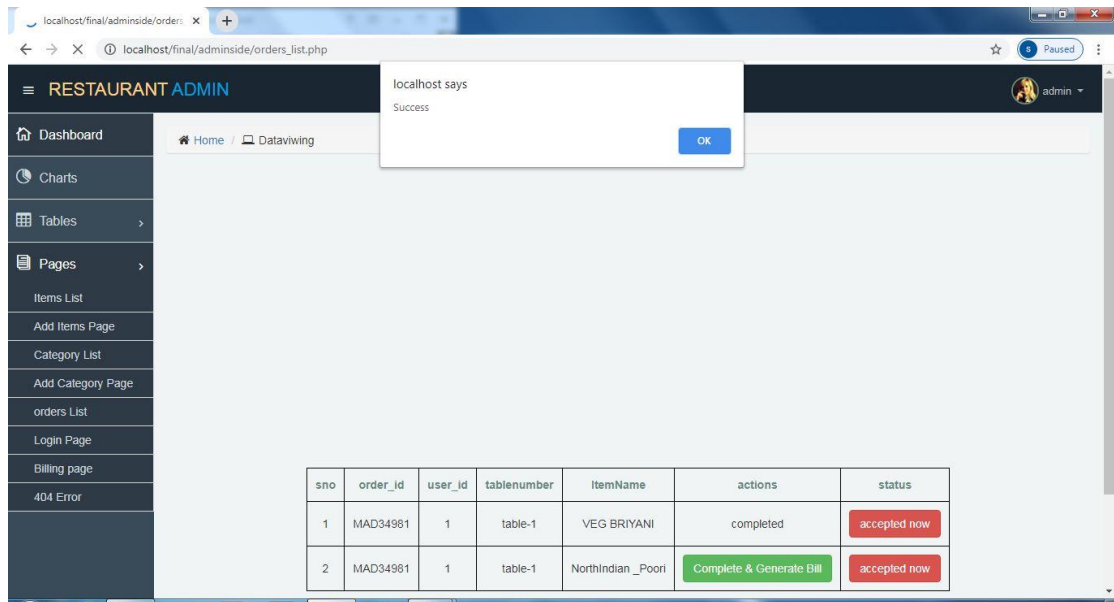 localhost/final/adminside/orders
localhost/final/adminside/orders_list.php
s Paused
RESTAURANT ADMIN
admin
localhost says
Success
OK
Home / Dataviwing
Dashboard
Charts
Tables
Pages
Items List
Add Items Page
Category List
Add Category Page
orders List
Login Page
Billing page
404 Error
sno order_id user_id tablenumber ItemName actions status
1 MAD34981 1 table-1 VEG BRIYANI completed accepted now
2 MAD34981 1 table-1 NorthIndian _Poori Complete & Generate Bill accepted now